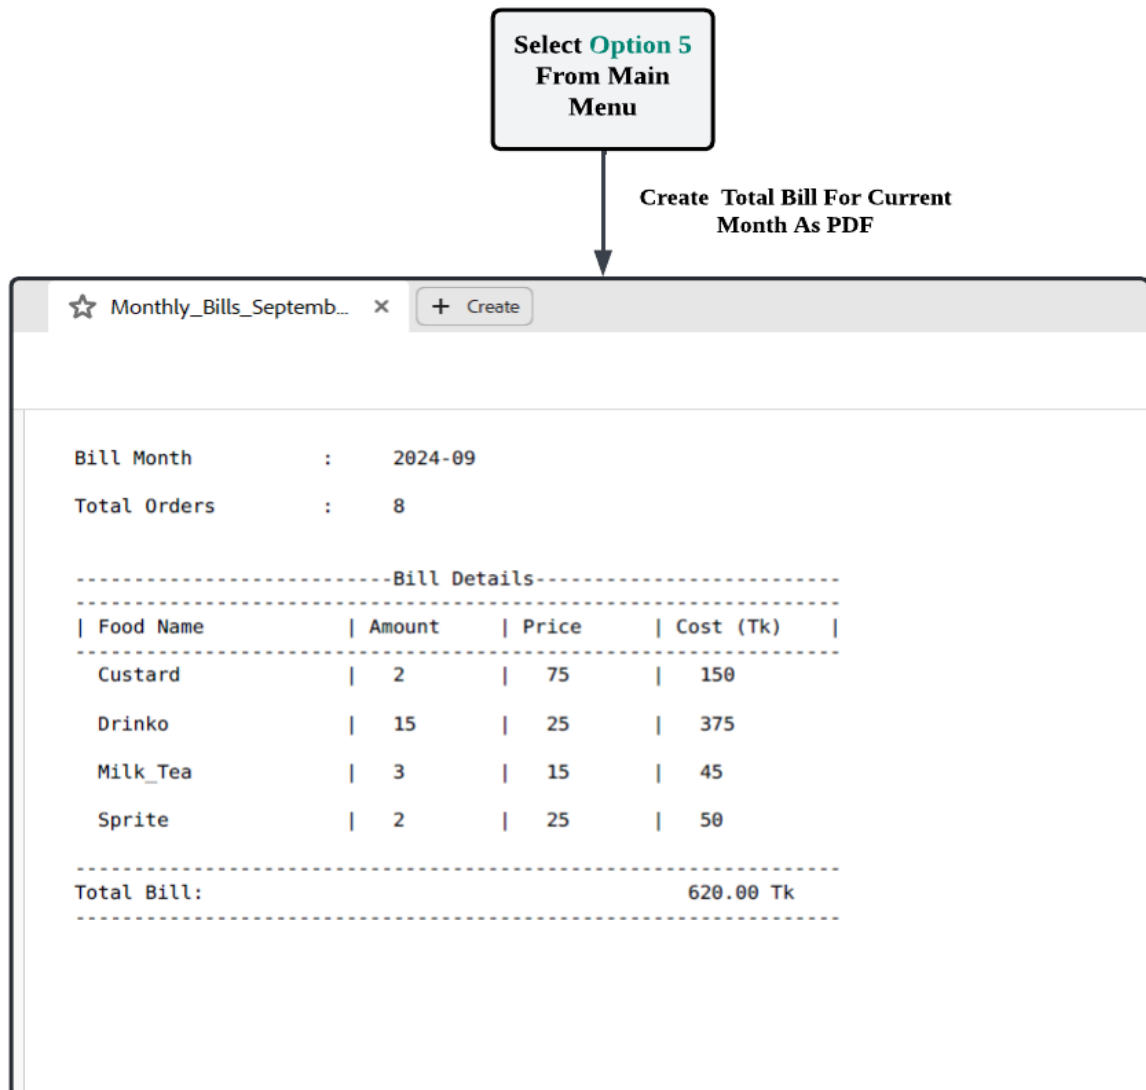 Select Option 5
From Main
Menu
Create Total Bill For Current
Month As PDF
Monthly_Bills_Septemb... × + Create
Bill Month : 2024-09
Total Orders : 8
---------------------------Bill Details--------------------------
-----------------------------------------------------------------
| Food Name | Amount | Price | Cost (Tk) |
-----------------------------------------------------------------
Custard | 2 | 75 | 150
Drinko | 15 | 25 | 375
Milk_Tea | 3 | 15 | 45
Sprite | 2 | 25 | 50
-----------------------------------------------------------------
Total Bill: 620.00 Tk
-----------------------------------------------------------------